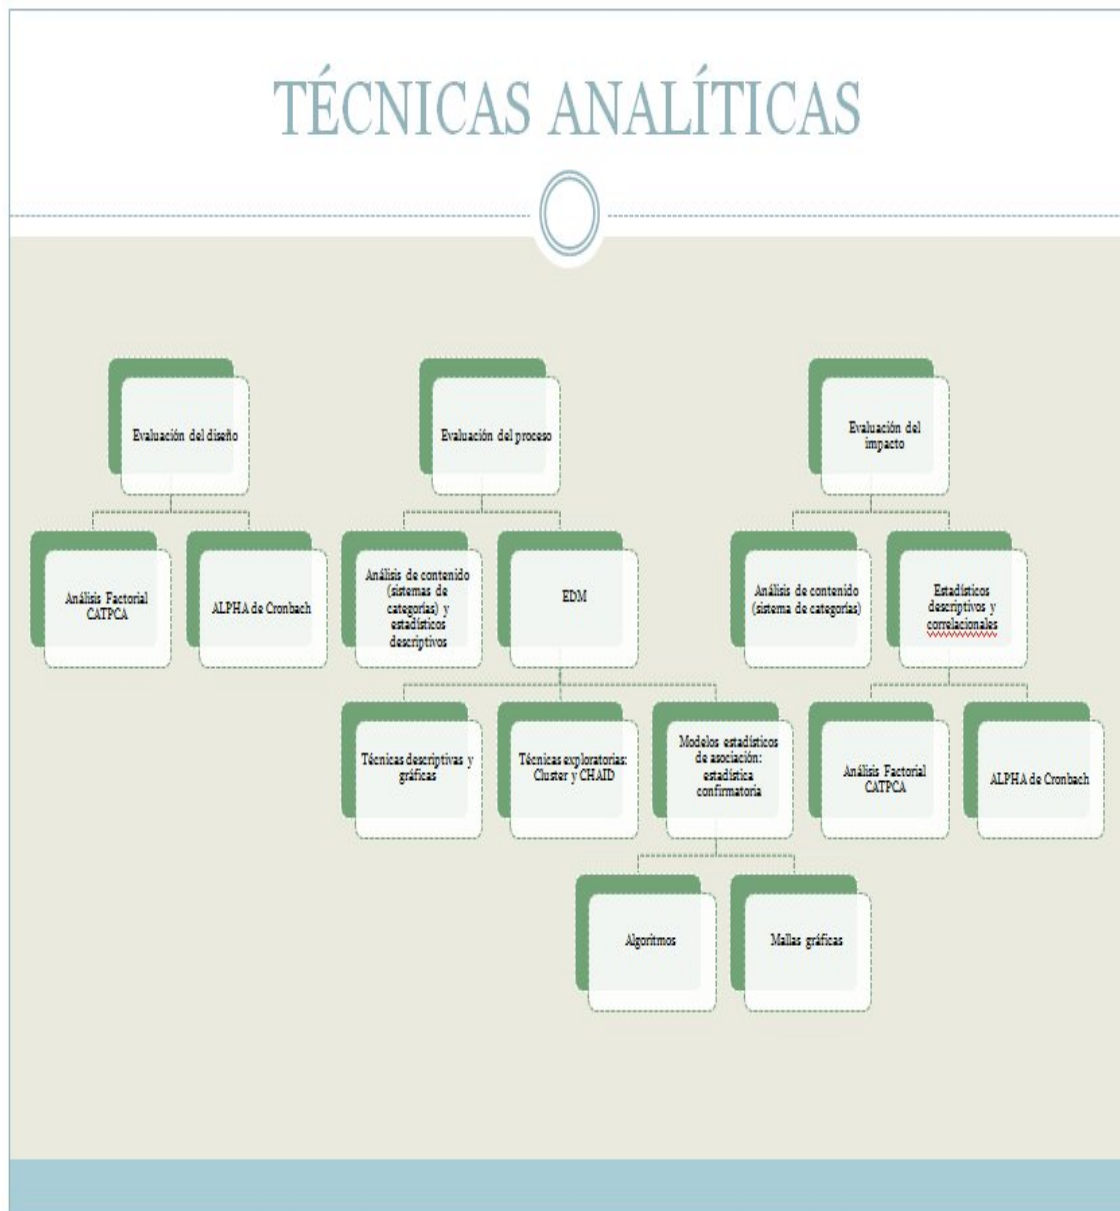 TÉCNICAS ANALÍTICAS
Evaluación del diseño
Evaluación del proceso
Evaluación del
impacto
Análisis Factorial
CATPCA
ALPHA de Cronbach
Análisis de contenido
(sistemas de
categorías) y
estadísticos
descriptivos
EDM
Análisis de contenido
(sistema de categorías)
Estadísticos
descriptivos y
correlacionales
Técnicas descriptivas y
gráficas
Técnicas exploratorias:
Cluster y CHAID
Modelos estadísticos
de asociación:
estadística
confirmatoria
Análisis Factorial
CATPCA
ALPHA de Cronbach
Algoritmos
Mallas gráficas